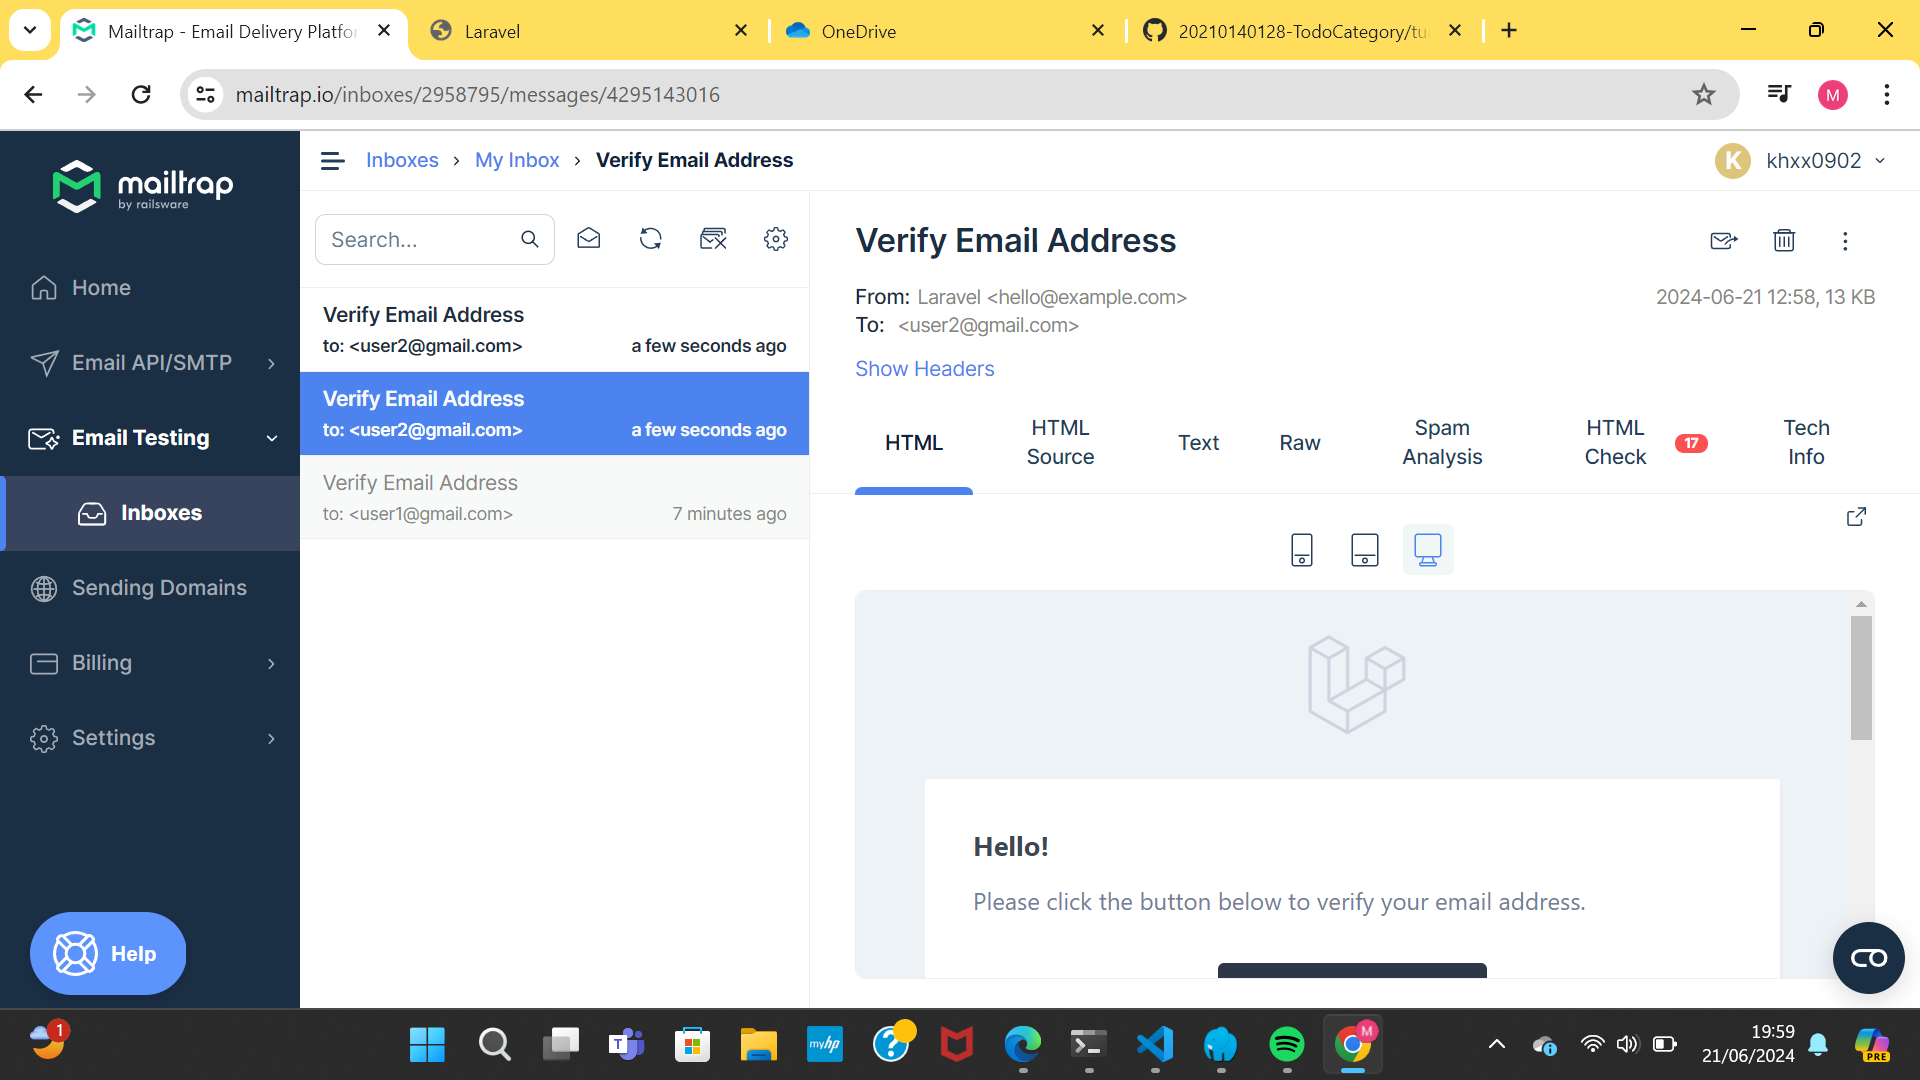 Mailtrap - Email Delivery Platfor
Laravel
OneDrive
20210140128-TodoCategory/tu
mailtrap.io/inboxes/2958795/messages/4295143016
M
mailtrap
by railsware
Inboxes › My Inbox › Verify Email Address
K khxx0902
Home
Email API/SMTP
Email Testing
Inboxes
Sending Domains
Billing
Settings
Help
Search...
Verify Email Address
to: <user2@gmail.com> a few seconds ago
Verify Email Address
to: <user2@gmail.com> a few seconds ago
Verify Email Address
to: <user1@gmail.com> 7 minutes ago
Verify Email Address
From: Laravel <hello@example.com> 2024-06-21 12:58, 13 KB
To: <user2@gmail.com>
Show Headers
HTML
HTML Source
Text
Raw
Spam Analysis
HTML Check 17
Tech Info
Hello!
Please click the button below to verify your email address.
1
T
myhp
?
M
PRE
19:59
21/06/2024